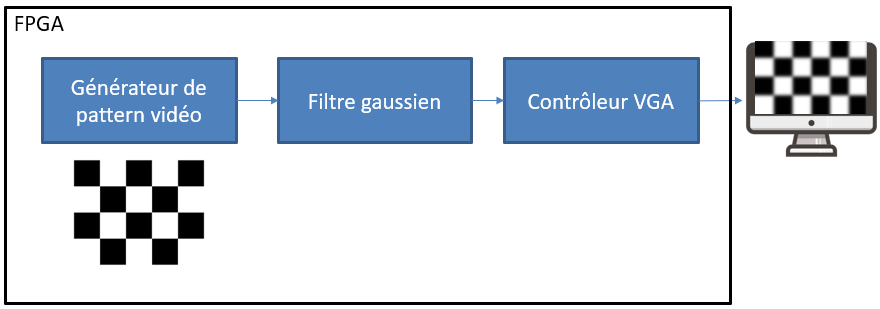 FPGA
Générateur de
pattern vidéo
Filtre gaussien
Contrôleur VGA